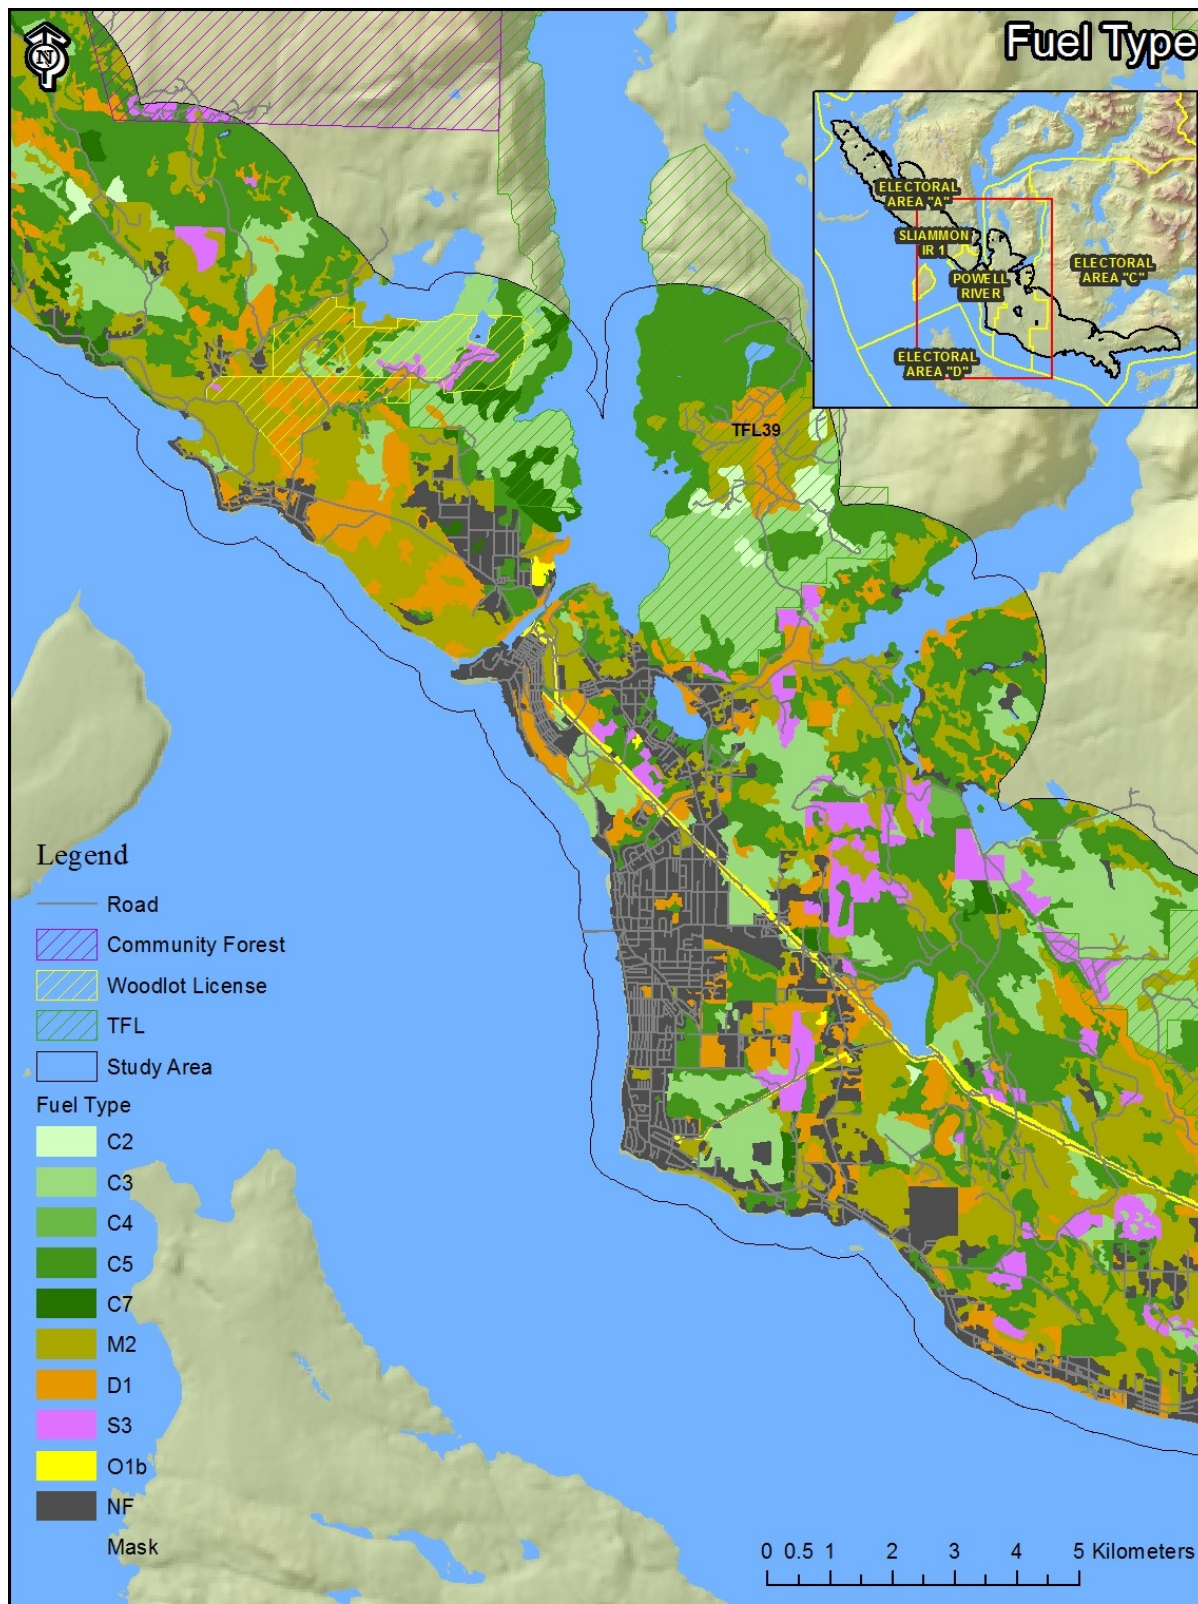 N
Fuel Type
ELECTORAL
AREA "A"
SLIAMMON
IR 1
ELECTORAL
AREA "C"
POWELL
RIVER
ELECTORAL
AREA "D"
TFL39
Legend
Road
Community Forest
Woodlot License
TFL
Study Area
Fuel Type
C2
C3
C4
C5
C7
M2
D1
S3
O1b
NF
Mask
0 0.5 1 2 3 4 5 Kilometers